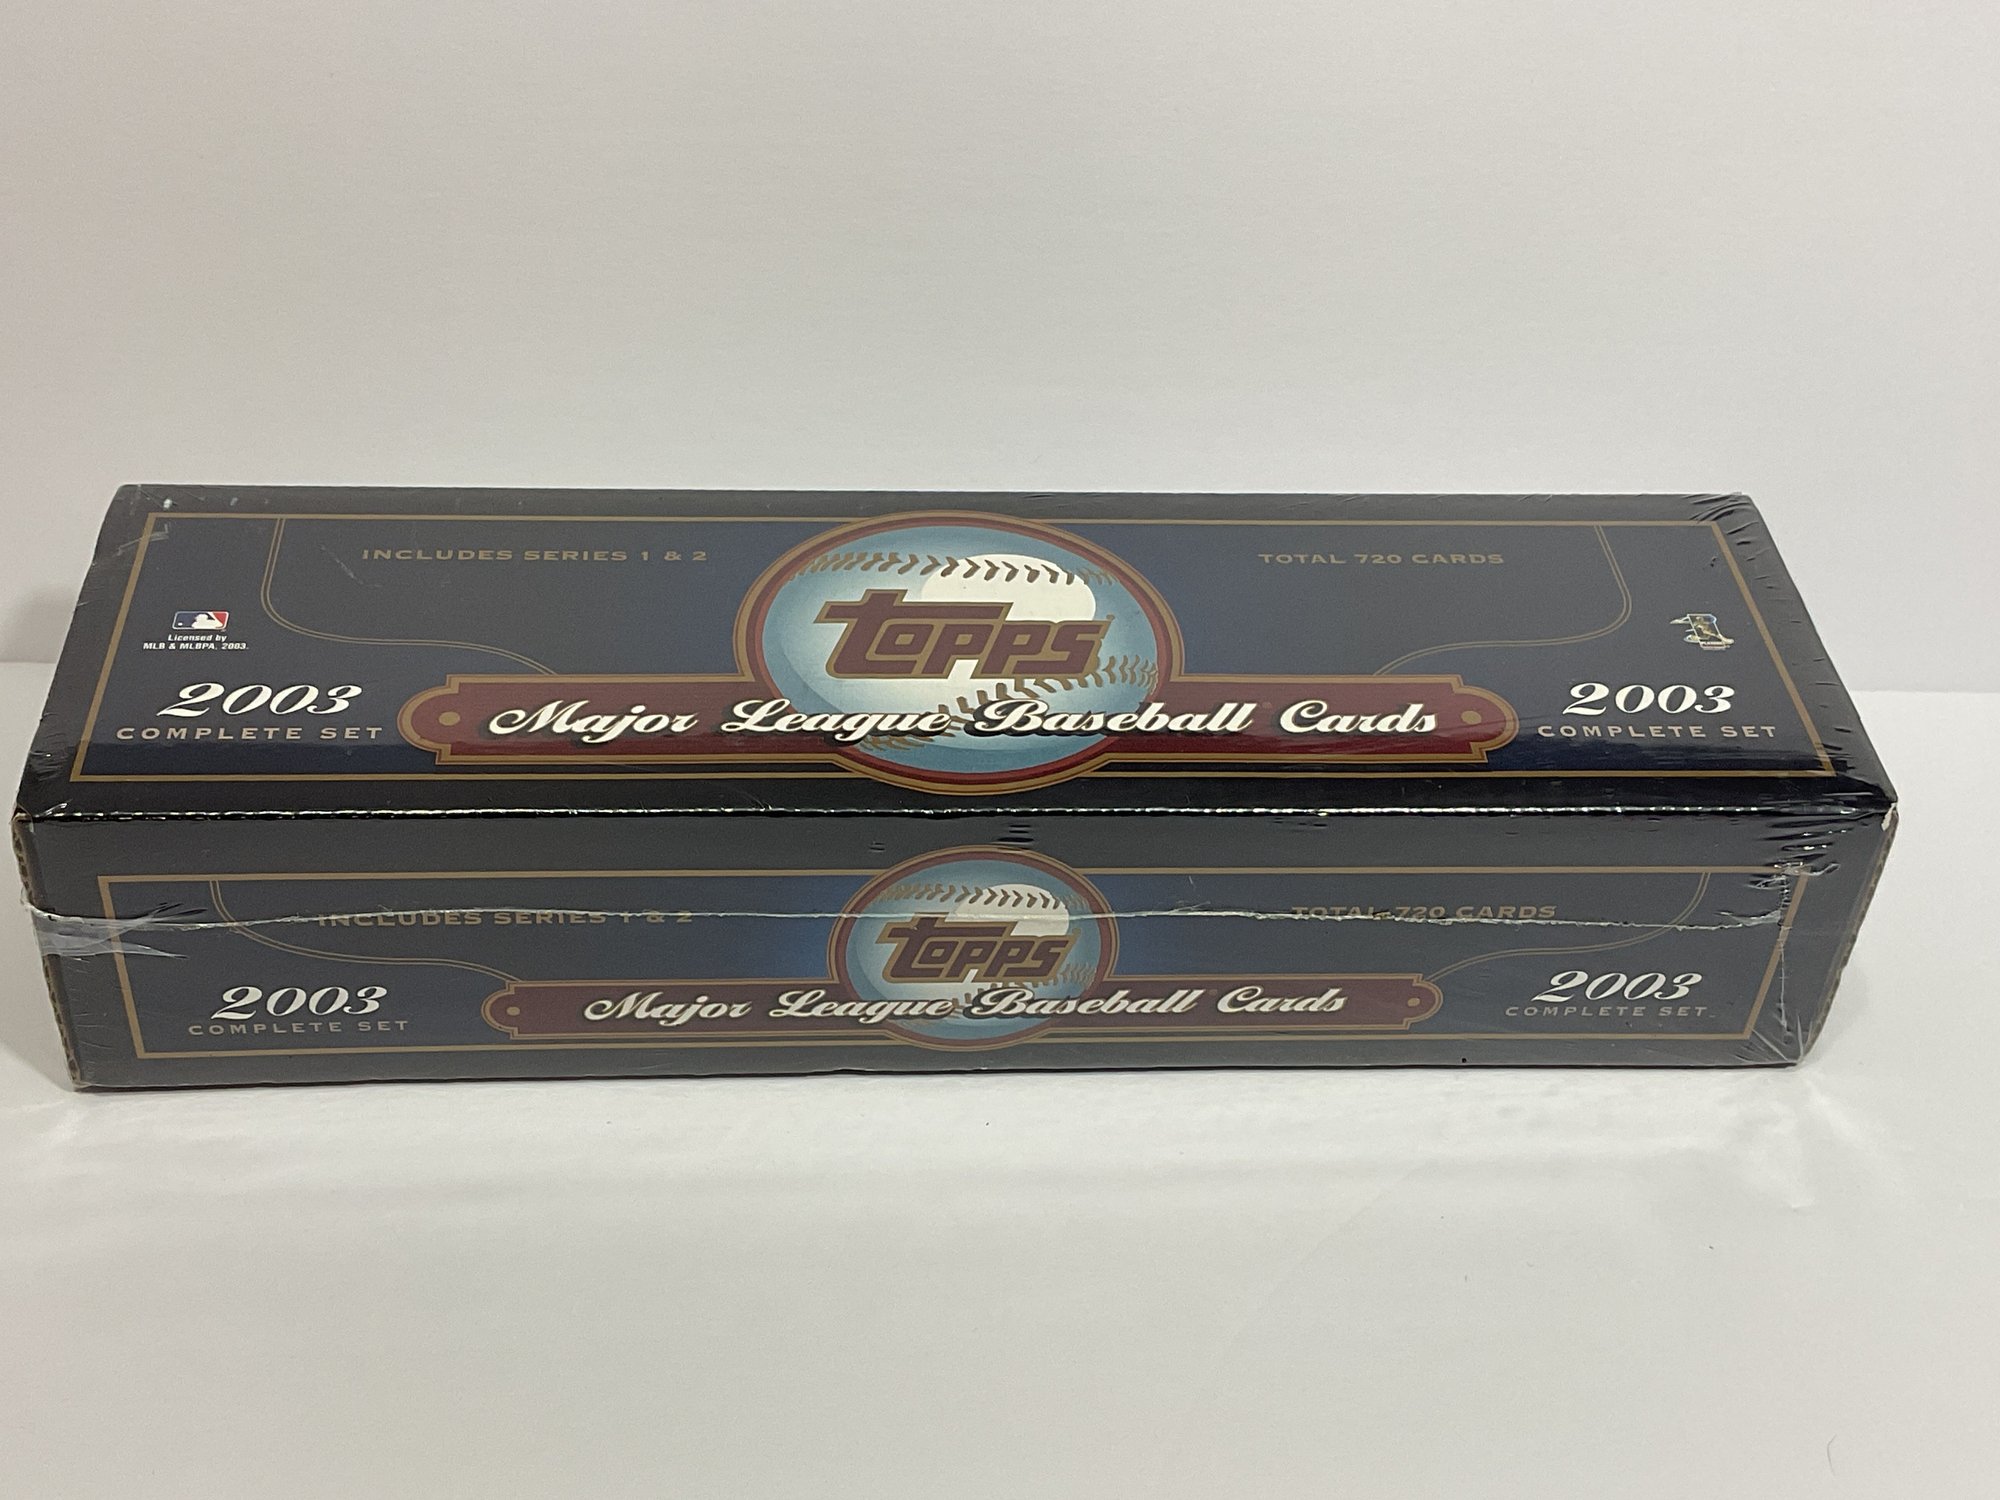 INCLUDES SERIES 1 & 2
TOTAL 720 CARDS
topps
Licensed by
MLB & MLBPA, 2003.
2003
COMPLETE SET
Major League Baseball Cards
2003
COMPLETE SET
INCLUDES SERIES 1 & 2
TOTAL 720 CARDS
topps
2003
COMPLETE SET
Major League Baseball Cards
2003
COMPLETE SET